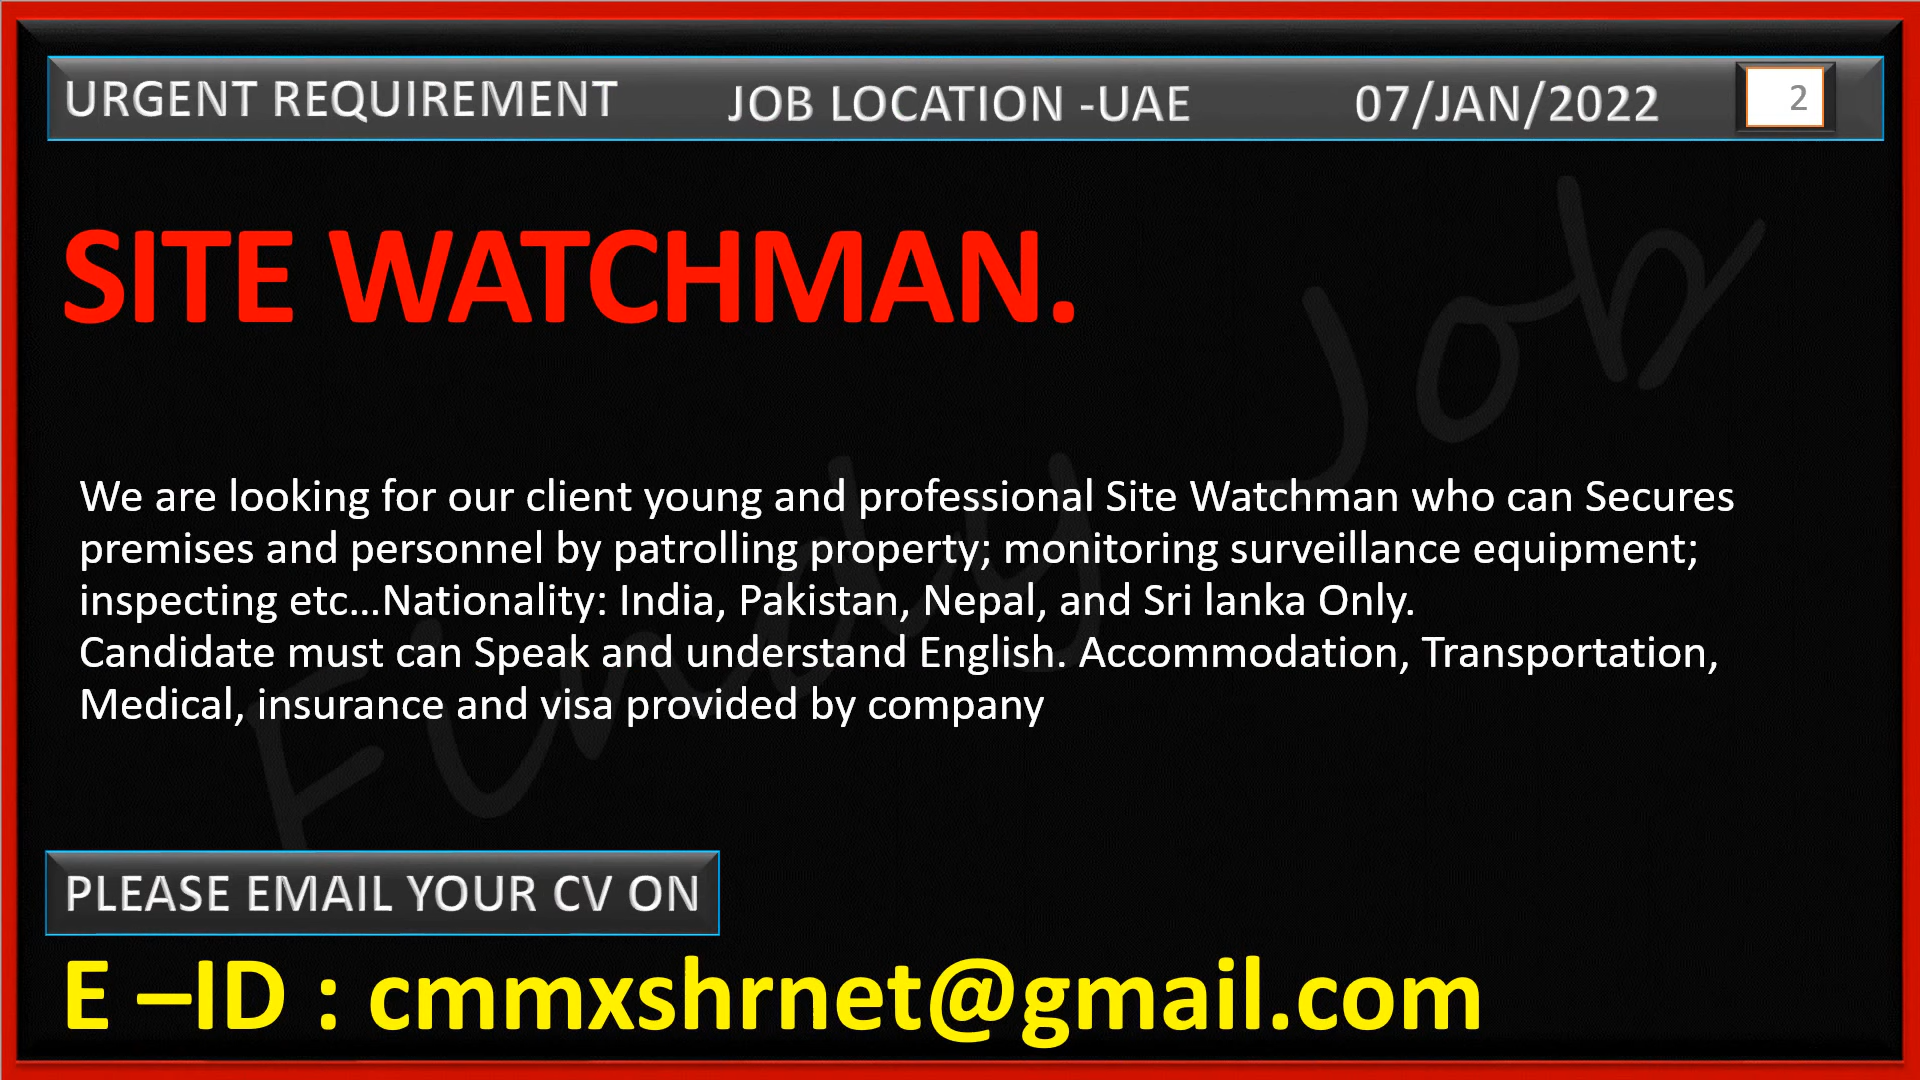 URGENT REQUIREMENT JOB LOCATION -UAE 07/JAN/2022 2
SITE WATCHMAN.
We are looking for our client young and professional Site Watchman who can Secures
premises and personnel by patrolling property; monitoring surveillance equipment;
inspecting etc...Nationality: India, Pakistan, Nepal, and Sri lanka Only.
Candidate must can Speak and understand English. Accommodation, Transportation,
Medical, insurance and visa provided by company
Findy Job
PLEASE EMAIL YOUR CV ON
E –ID : cmmxshrnet@gmail.com